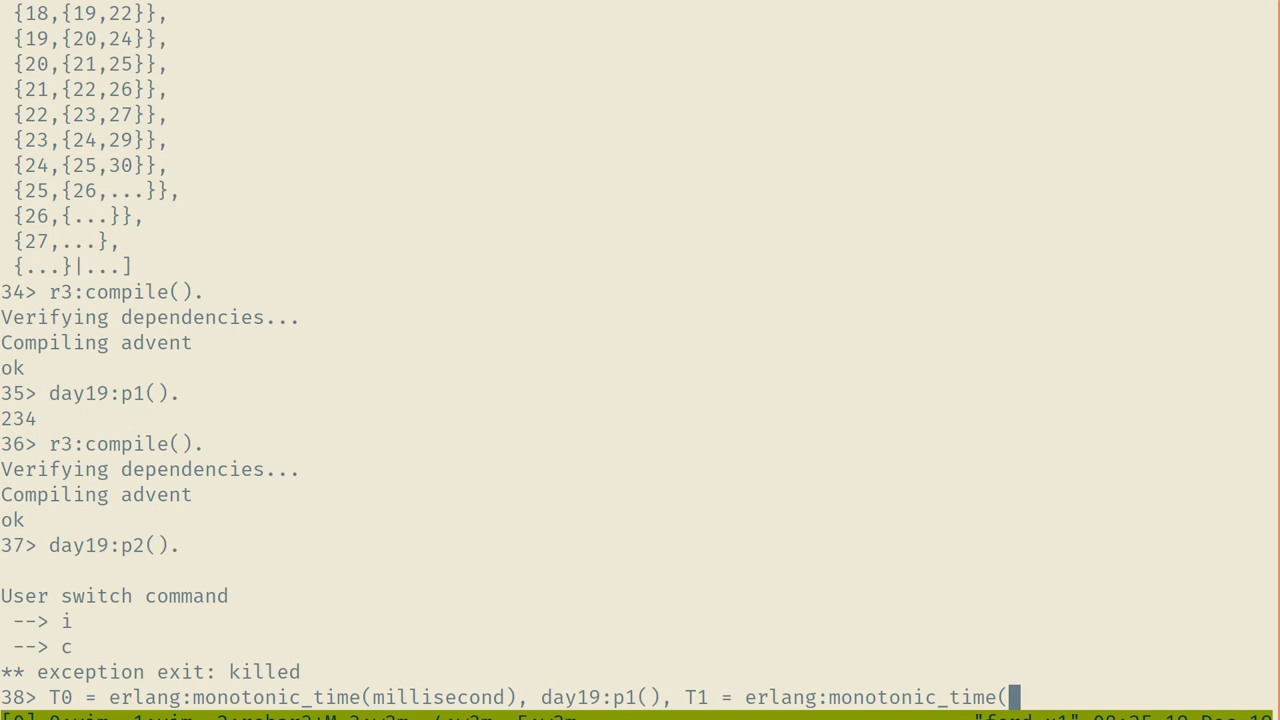 {18,{19,22}},
{19,{20,24}},
{20,{21,25}},
{21,{22,26}},
{22,{23,27}},
{23,{24,29}},
{24,{25,30}},
{25,{26,...}},
{26,{...}},
{27,...},
{...}|...]
34> r3:compile().
Verifying dependencies...
Compiling advent
ok
35> day19:p1().
234
36> r3:compile().
Verifying dependencies...
Compiling advent
ok
37> day19:p2().
User switch command
--> i
--> c
** exception exit: killed
38> T0 = erlang:monotonic_time(millisecond), day19:p1(), T1 = erlang:monotonic_time(